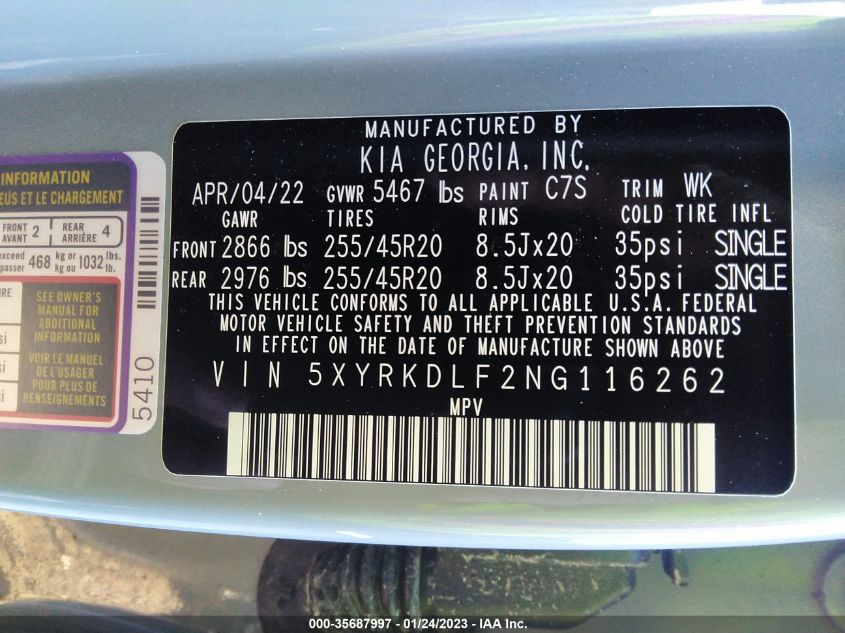 INFORMATION
EUS ET LE CHARGEMENT
FRONT AVANT 2 REAR ARRIÈRE 4
exceed passer 468 kg or kg ou 1032 lbs. lb.
SEE OWNER'S
MANUAL FOR
ADDITIONAL
INFORMATION
VOIR LE MANUEL
DE L'USAGER
POUR PLUS DE
RENSEIGNEMENTS
5410
MANUFACTURED BY
KIA GEORGIA, INC.
APR/04/22 GVWR 5467 lbs PAINT C7S TRIM WK
GAWR TIRES RIMS COLD TIRE INFL
FRONT 2866 lbs 255/45R20 8.5Jx20 35psi SINGLE
REAR 2976 lbs 255/45R20 8.5Jx20 35psi SINGLE
THIS VEHICLE CONFORMS TO ALL APPLICABLE U.S.A. FEDERAL
MOTOR VEHICLE SAFETY AND THEFT PREVENTION STANDARDS
IN EFFECT ON THE DATE OF MANUFACTURE SHOWN ABOVE
VIN 5XYRKDLF2NG116262
MPV
000-35687997 - 01/24/2023 - IAA Inc.